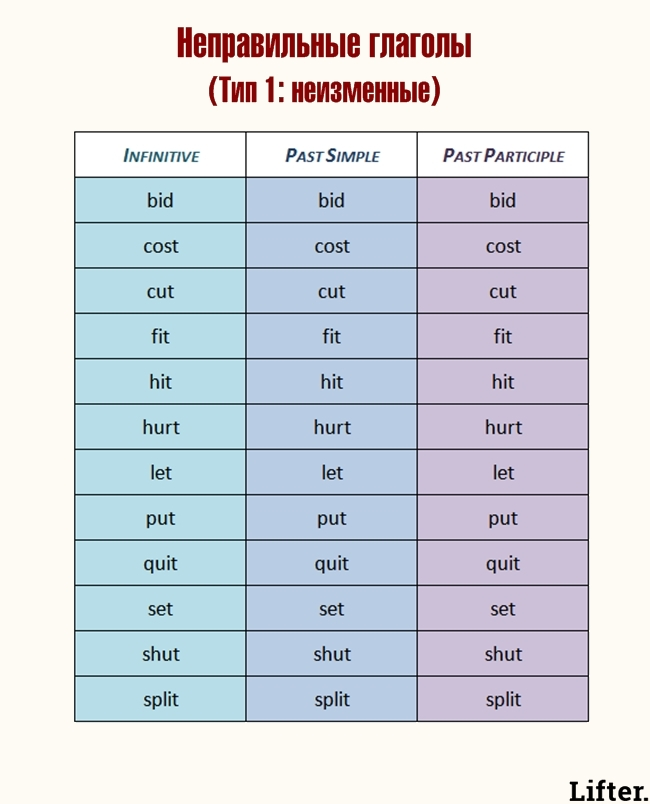 Неправильные глаголы
(Тип 1: неизменные)
INFINITIVE PAST SIMPLE PAST PARTICIPLE
bid bid bid
cost cost cost
cut cut cut
fit fit fit
hit hit hit
hurt hurt hurt
let let let
put put put
quit quit quit
set set set
shut shut shut
split split split
Lifter.